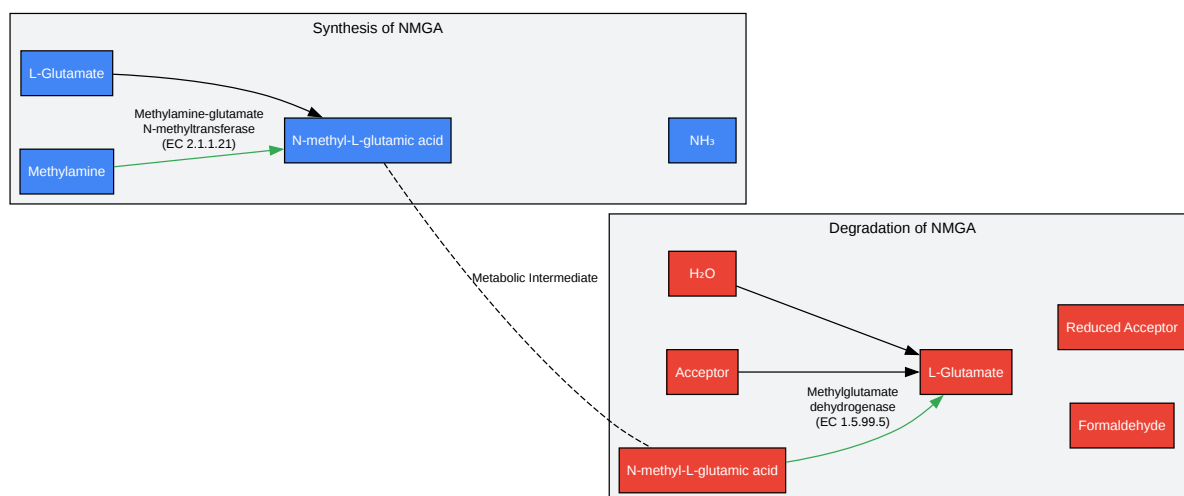 Synthesis of NMGA
L-Glutamate
Methylamine-glutamate
N-methyltransferase
(EC 2.1.1.21)
Methylamine
N-methyl-L-glutamic acid
NH₃
Metabolic Intermediate
Degradation of NMGA
H₂O
Acceptor
N-methyl-L-glutamic acid
Methylglutamate
dehydrogenase
(EC 1.5.99.5)
L-Glutamate
Reduced Acceptor
Formaldehyde